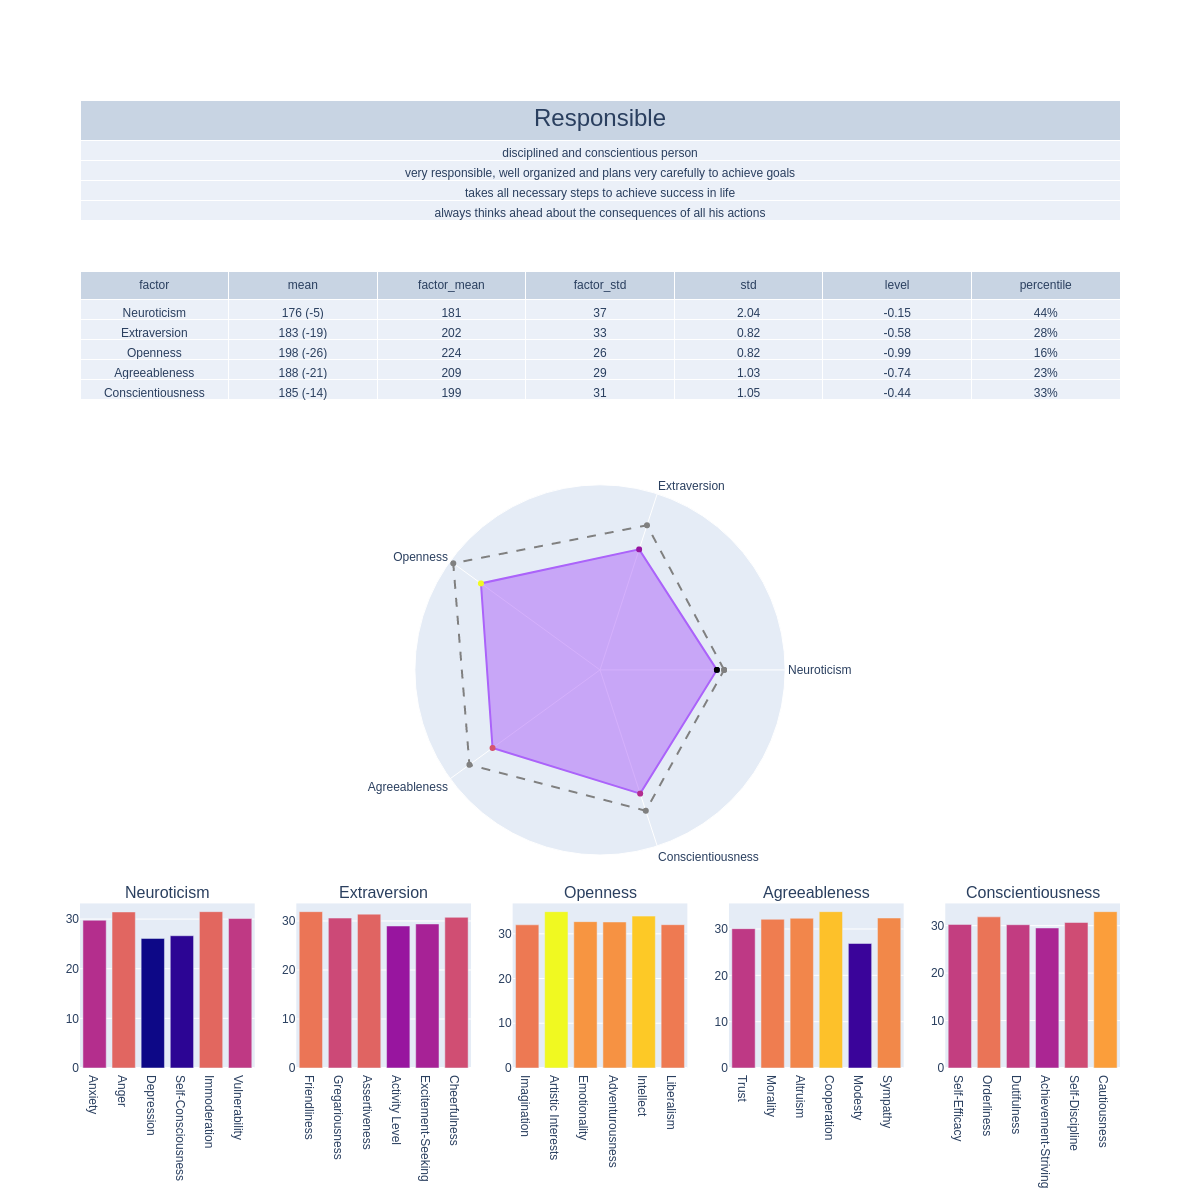 Responsible
disciplined and conscientious person
very responsible, well organized and plans very carefully to achieve goals
takes all necessary steps to achieve success in life
always thinks ahead about the consequences of all his actions
factor mean factor_mean factor_std std level percentile
Neuroticism 176 (-5) 181 37 2.04 -0.15 44%
Extraversion 183 (-19) 202 33 0.82 -0.58 28%
Openness 198 (-26) 224 26 0.82 -0.99 16%
Agreeableness 188 (-21) 209 29 1.03 -0.74 23%
Conscientiousness 185 (-14) 199 31 1.05 -0.44 33%
Extraversion
Openness
Neuroticism
Agreeableness
Conscientiousness
Neuroticism
30
20
10
0
Anxiety
Anger
Depression
Self-Consciousness
Immoderation
Vulnerability
Extraversion
30
20
10
0
Friendliness
Gregariousness
Assertiveness
Activity Level
Excitement-Seeking
Cheerfulness
Openness
30
20
10
0
Imagination
Artistic Interests
Emotionality
Adventurousness
Intellect
Liberalism
Agreeableness
30
20
10
0
Trust
Morality
Altruism
Cooperation
Modesty
Sympathy
Conscientiousness
30
20
10
0
Self-Efficacy
Orderliness
Dutifulness
Achievement-Striving
Self-Discipline
Cautiousness